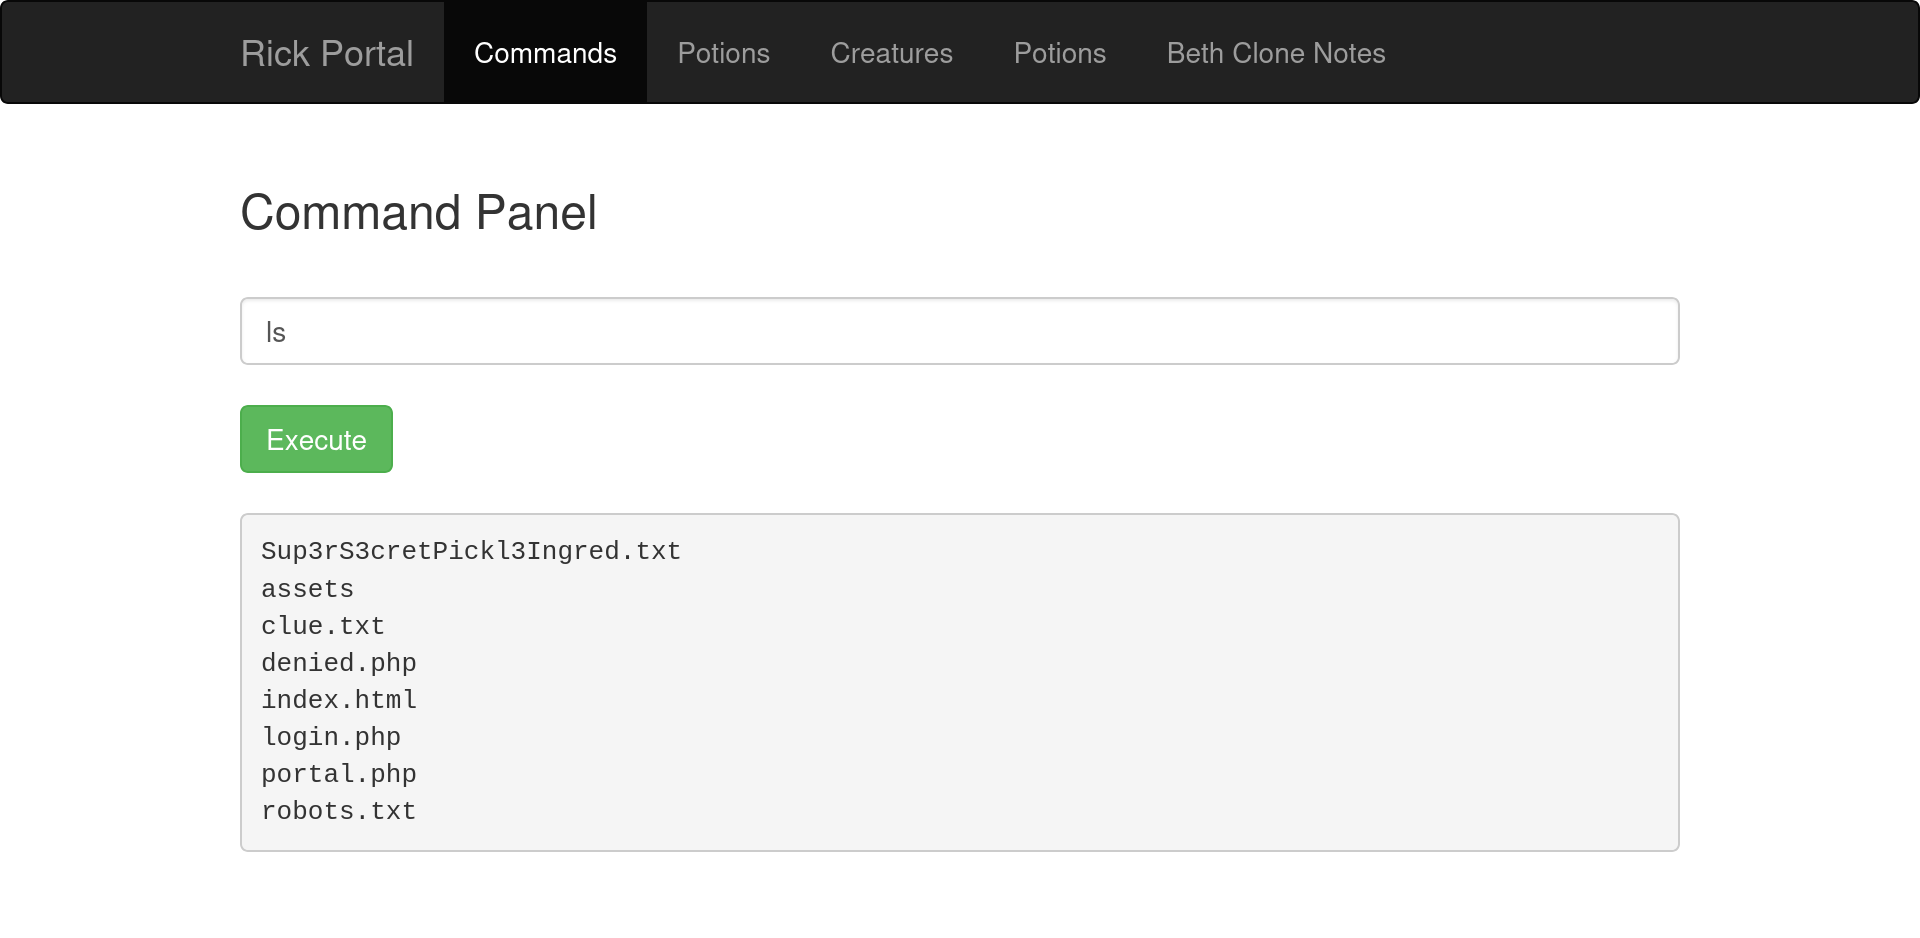 Rick Portal Commands Potions Creatures Potions Beth Clone Notes
Command Panel
ls
Execute
Sup3rS3cretPickl3Ingred.txt
assets
clue.txt
denied.php
index.html
login.php
portal.php
robots.txt